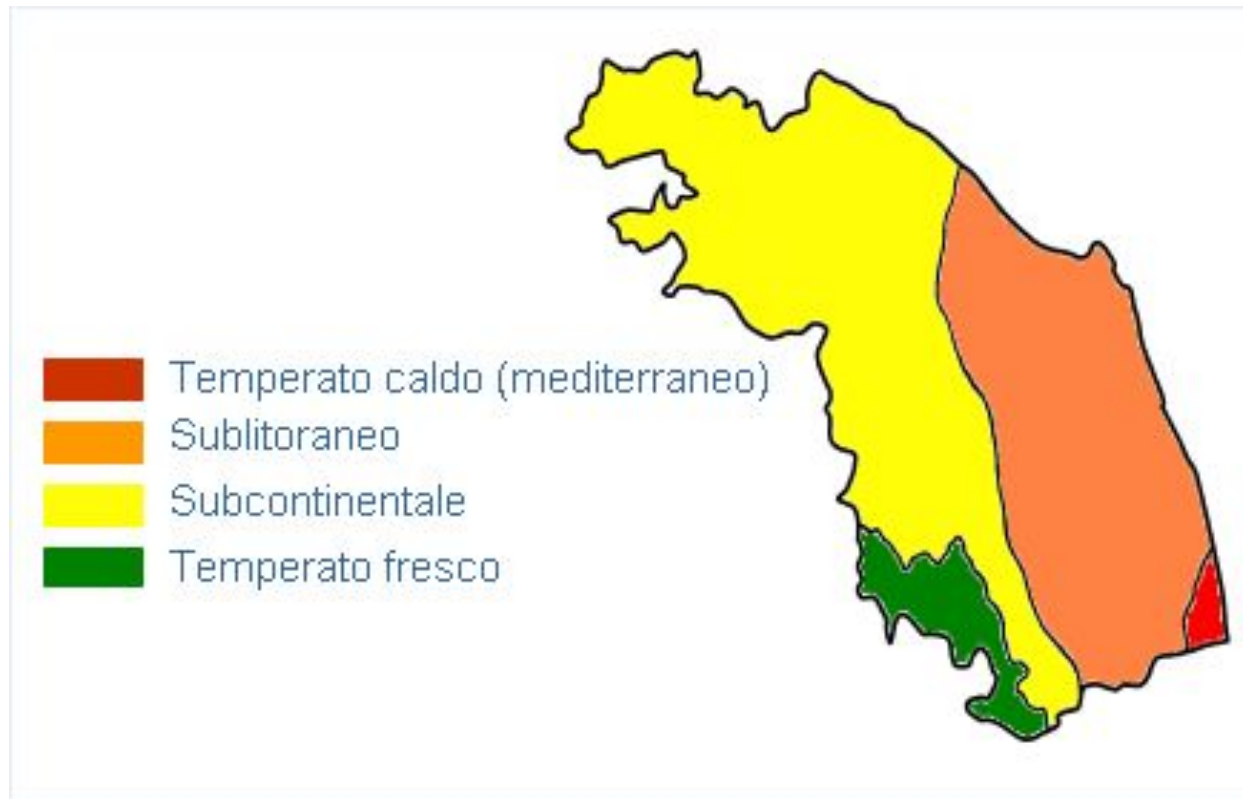 Temperato caldo (mediterraneo)
Sublitoraneo
Subcontinentale
Temperato fresco